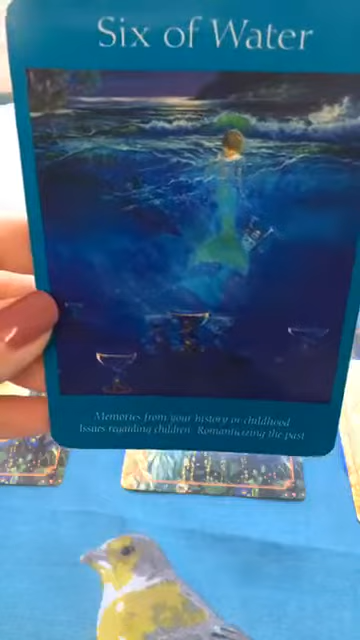 Six of Water
Memories from your history or childhood
Issues regarding children Romanticizing the past